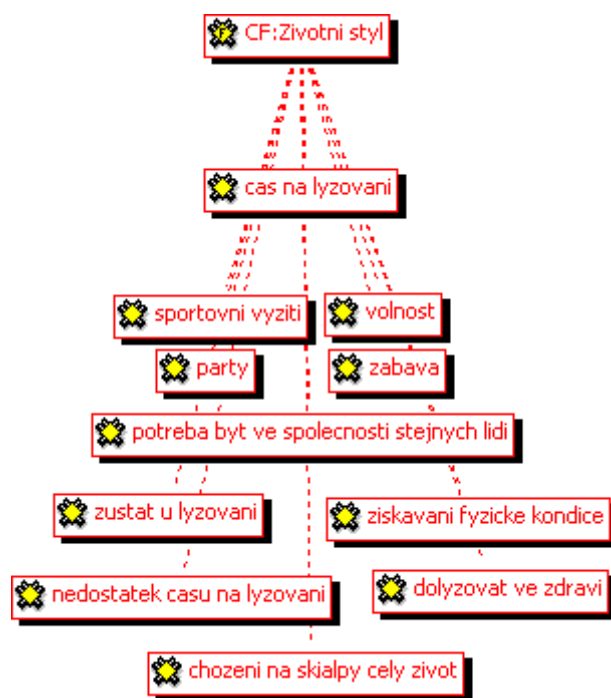 CF:Zivotni styl
cas na lyzovani
sportovni vyziti
volnost
party
zabava
potreba byt ve spolecnosti stejnych lidi
zustat u lyzovani
ziskavani fyzicke kondice
nedostatek casu na lyzovani
dolyzovat ve zdravi
chozeni na skialpy cely zivot